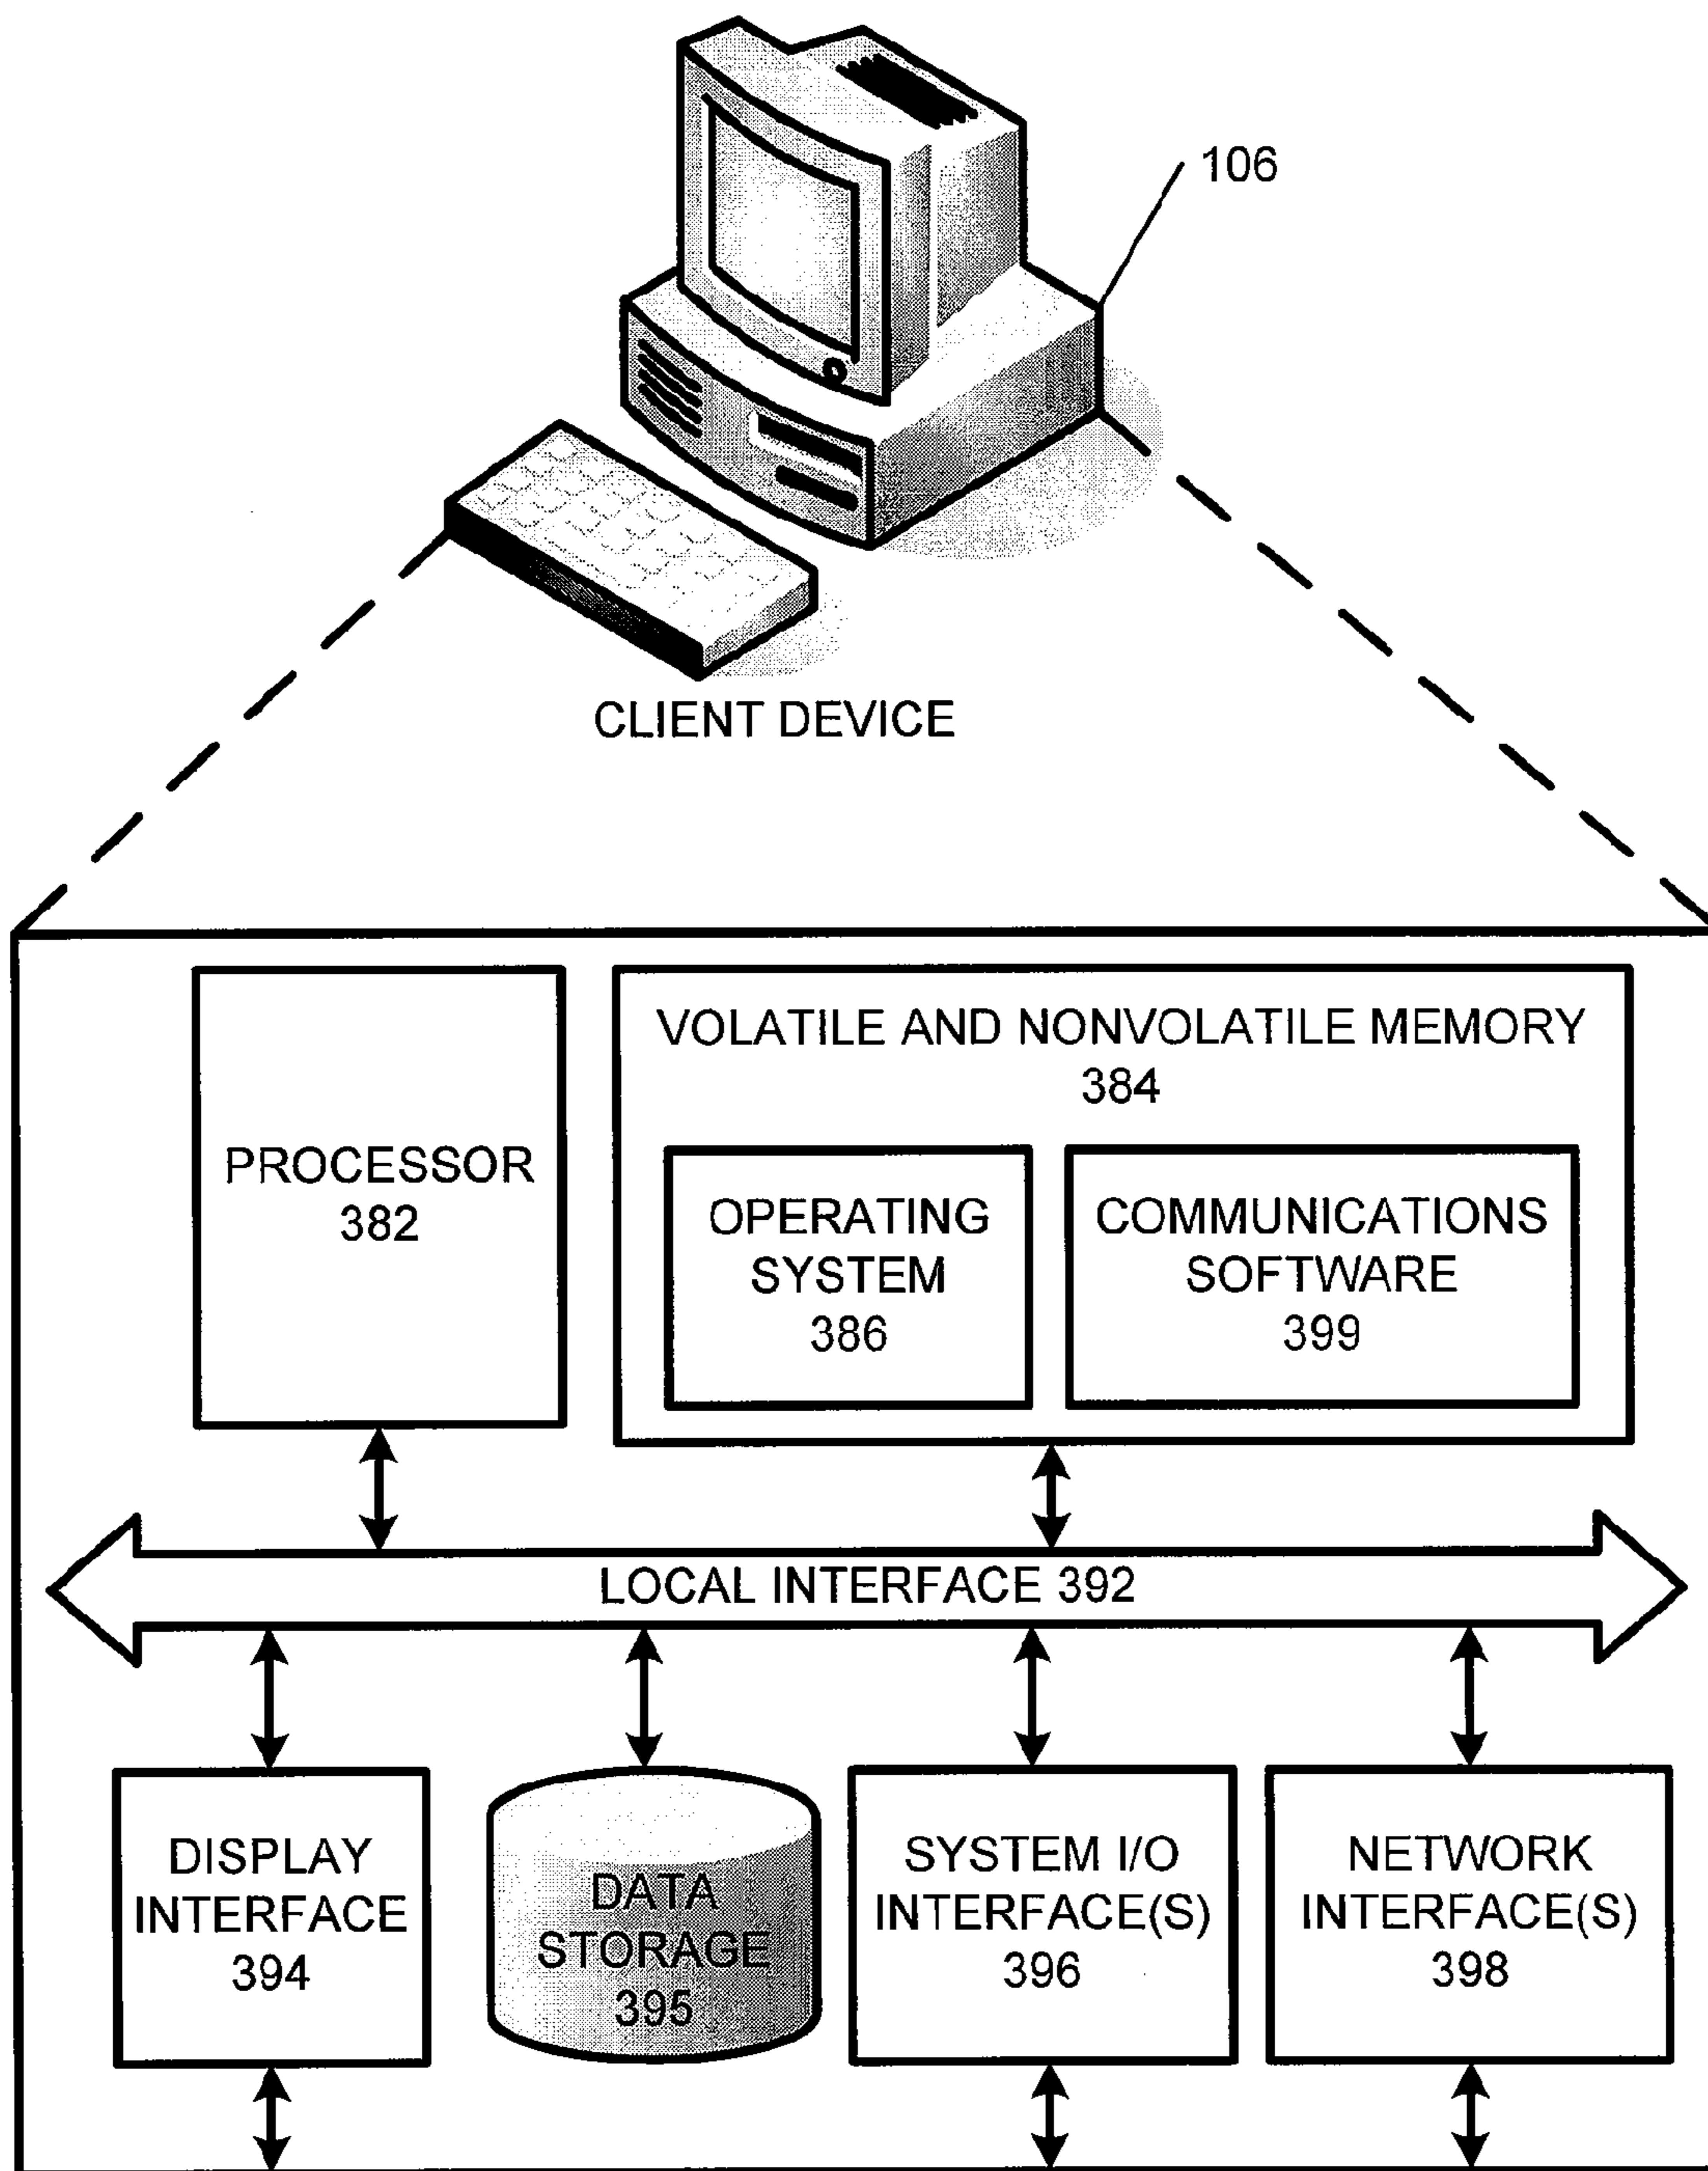 106
CLIENT DEVICE
PROCESSOR
382
VOLATILE AND NONVOLATILE MEMORY
384
OPERATING
SYSTEM
386
COMMUNICATIONS
SOFTWARE
399
LOCAL INTERFACE 392
DISPLAY
INTERFACE
394
DATA
STORAGE
395
SYSTEM I/O
INTERFACE(S)
396
NETWORK
INTERFACE(S)
398